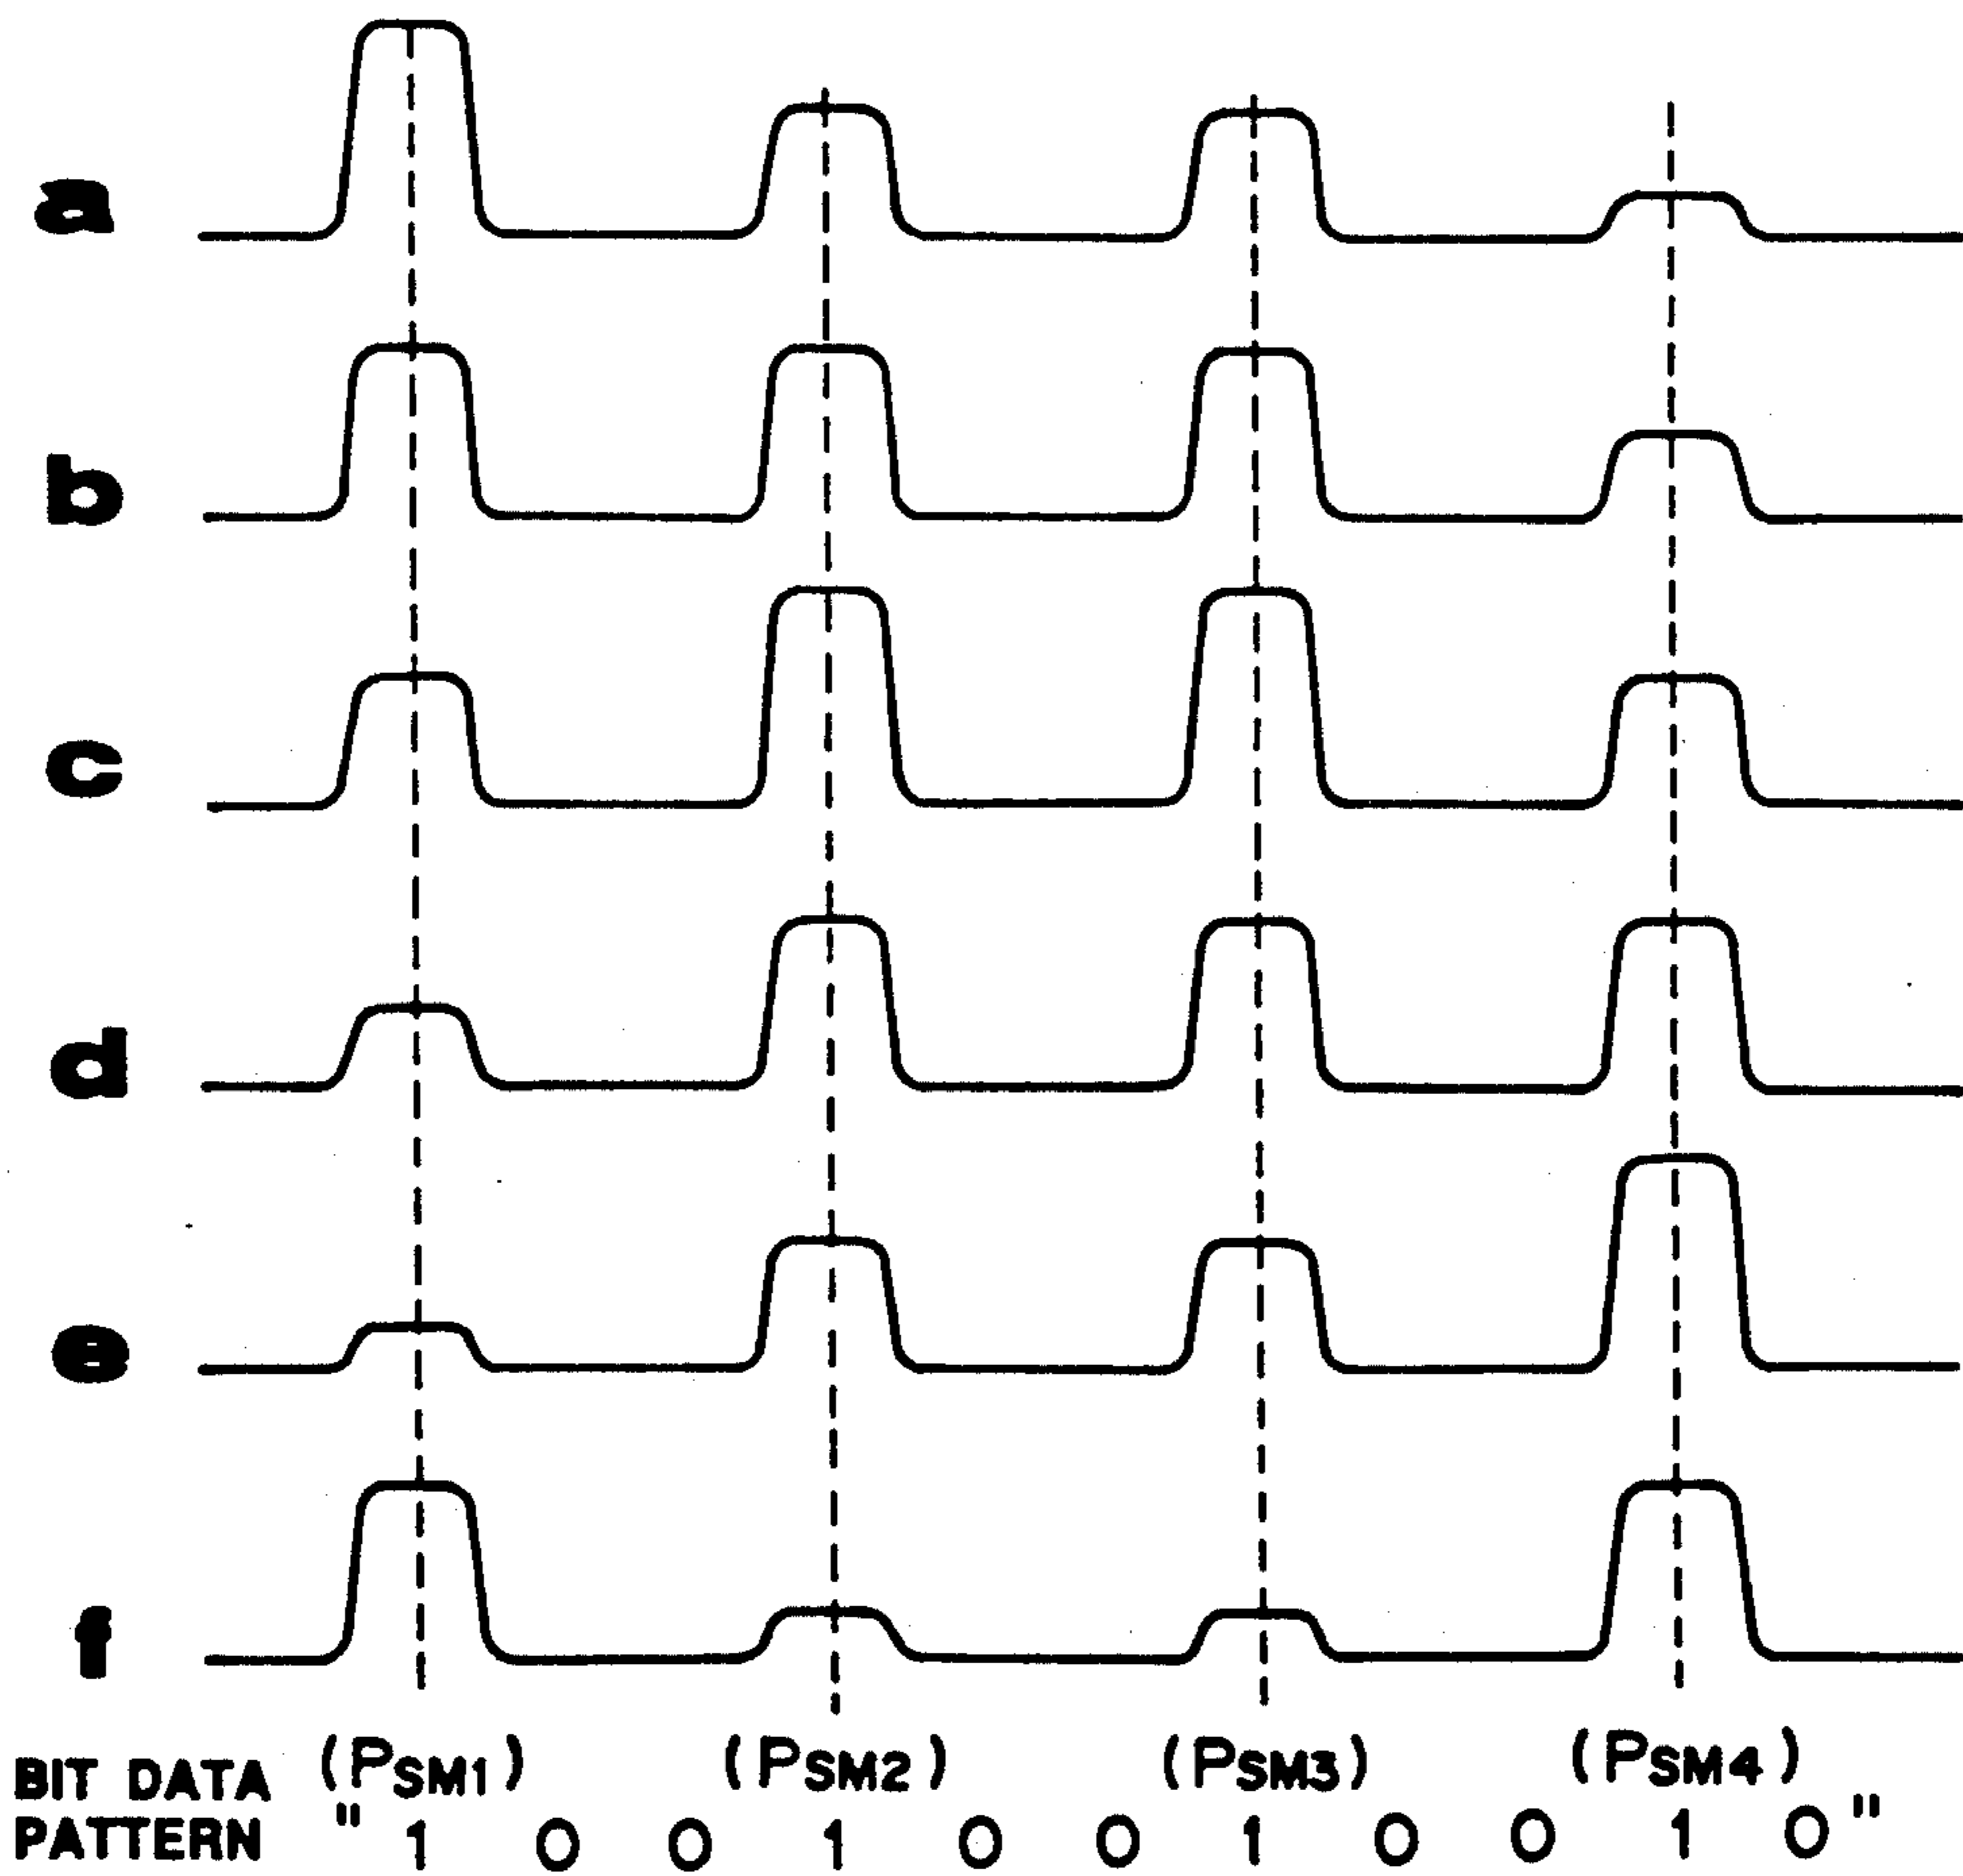 a
b
c
d
e
f
BIT DATA (PSM1) (PSM2) (PSM3) (PSM4)
PATTERN "1 0 0 1 0 0 1 0 0 1 0"